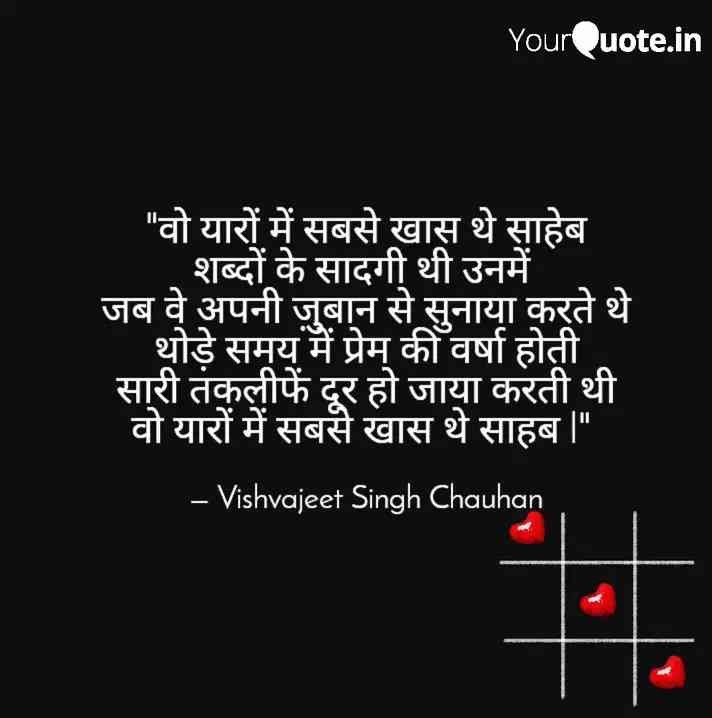 YourQuote.in
"वो यारों में सबसे खास थे साहेब
शब्दों के सादगी थी उनमें
जब वे अपनी ज़ुबान से सुनाया करते थे
थोड़े समय में प्रेम की वर्षा होती
सारी तकलीफें दूर हो जाया करती थी
वो यारों में सबसे खास थे साहब |"
– Vishvajeet Singh Chauhan